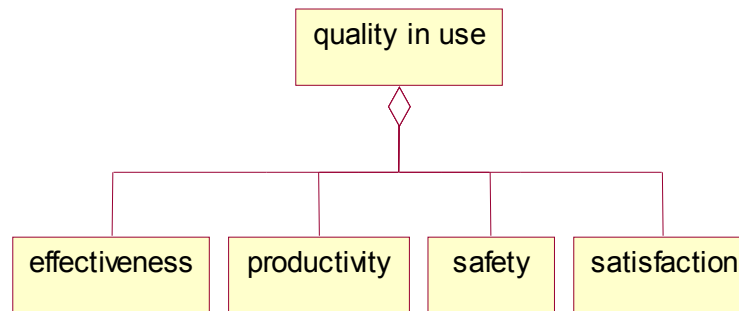 quality in use
effectiveness
productivity
safety
satisfaction